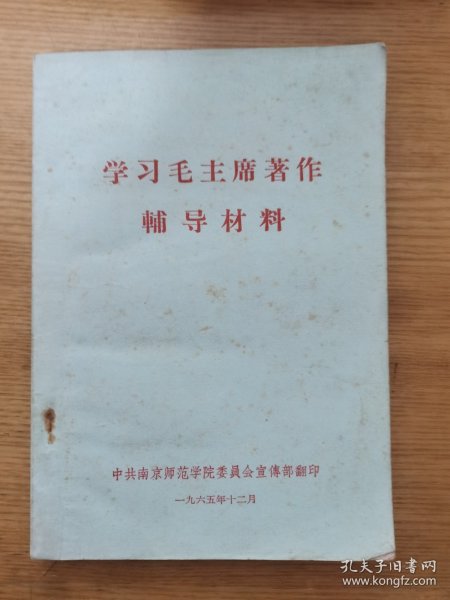 学习毛主席著作
輔导材料
中共南京师范学院委員会宣傳部翻印
一九六五年十二月
孔夫子旧书网
www.kongfz.com